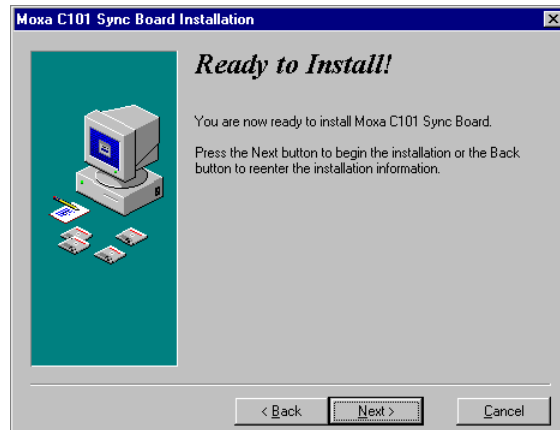 Moxa C101 Sync Board Installation
Ready to Install!
You are now ready to install Moxa C101 Sync Board.
Press the Next button to begin the installation or the Back
button to reenter the installation information.
< Back
Next >
Cancel